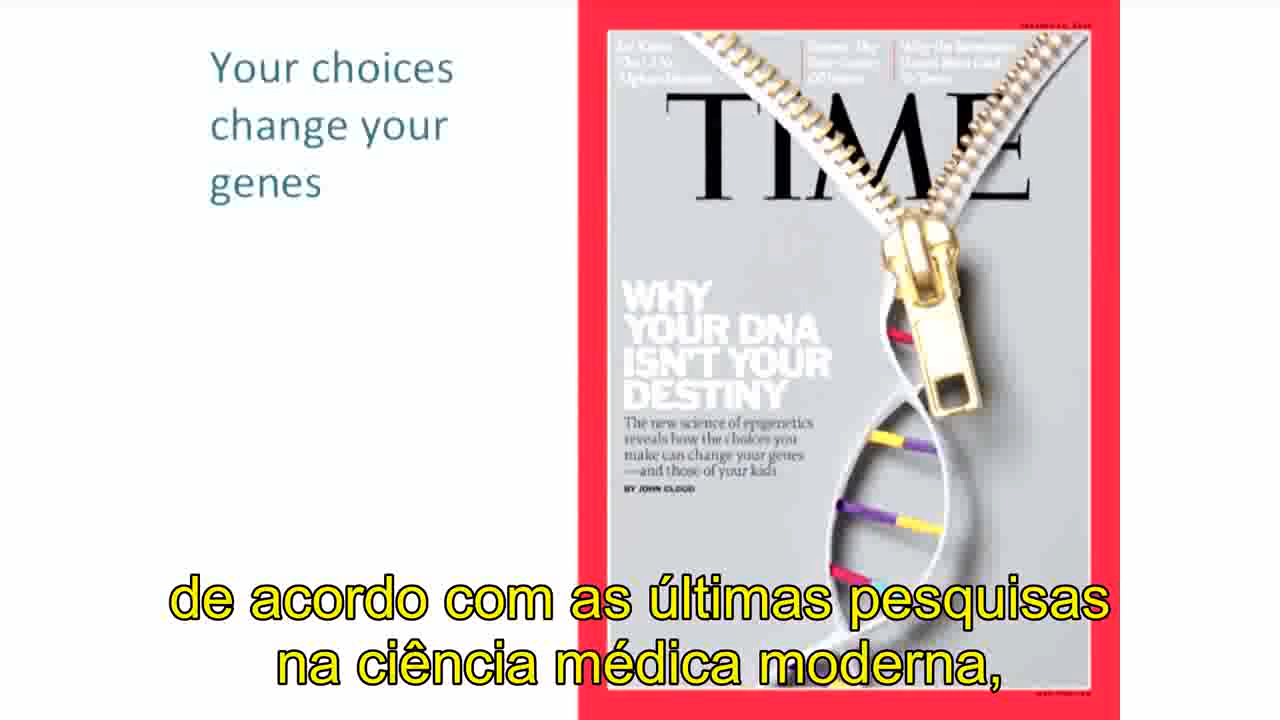 Your choices
change your
genes
TIME
WHY
YOUR DNA
ISN'T YOUR
DESTINY
The new science of epigenetics
reveals how the choices you
make can change your genes
—and those of your kids
BY JOHN CLOUD
de acordo com as últimas pesquisas
na ciência médica moderna,